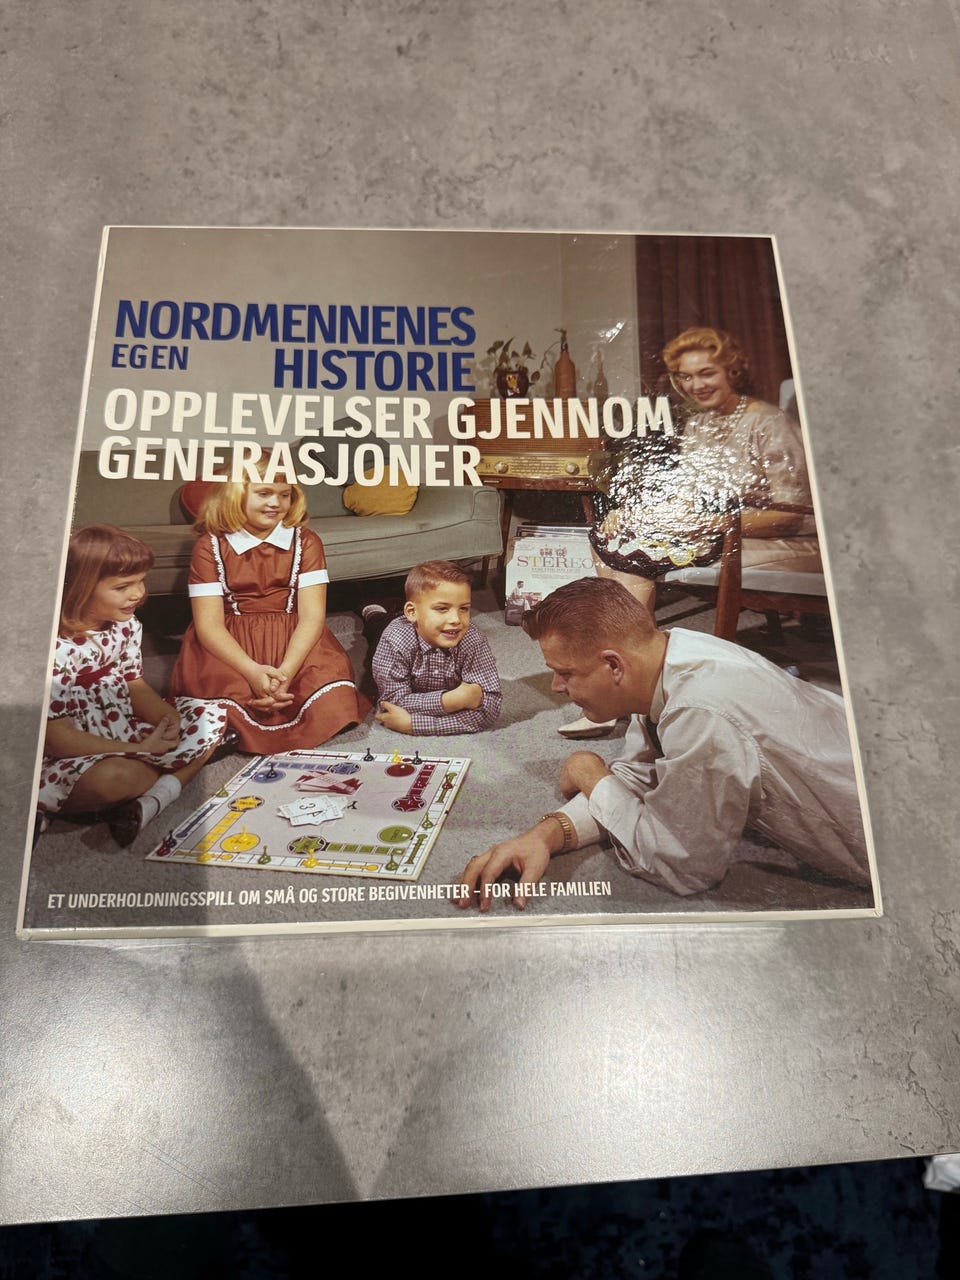 NORDMENNENES
EGEN HISTORIE
OPPLEVELSER GJENNOM
GENERASJONER
STEREO
ET UNDERHOLDNINGSSPILL OM SMÅ OG STORE BEGIVENHETER – FOR HELE FAMILIEN